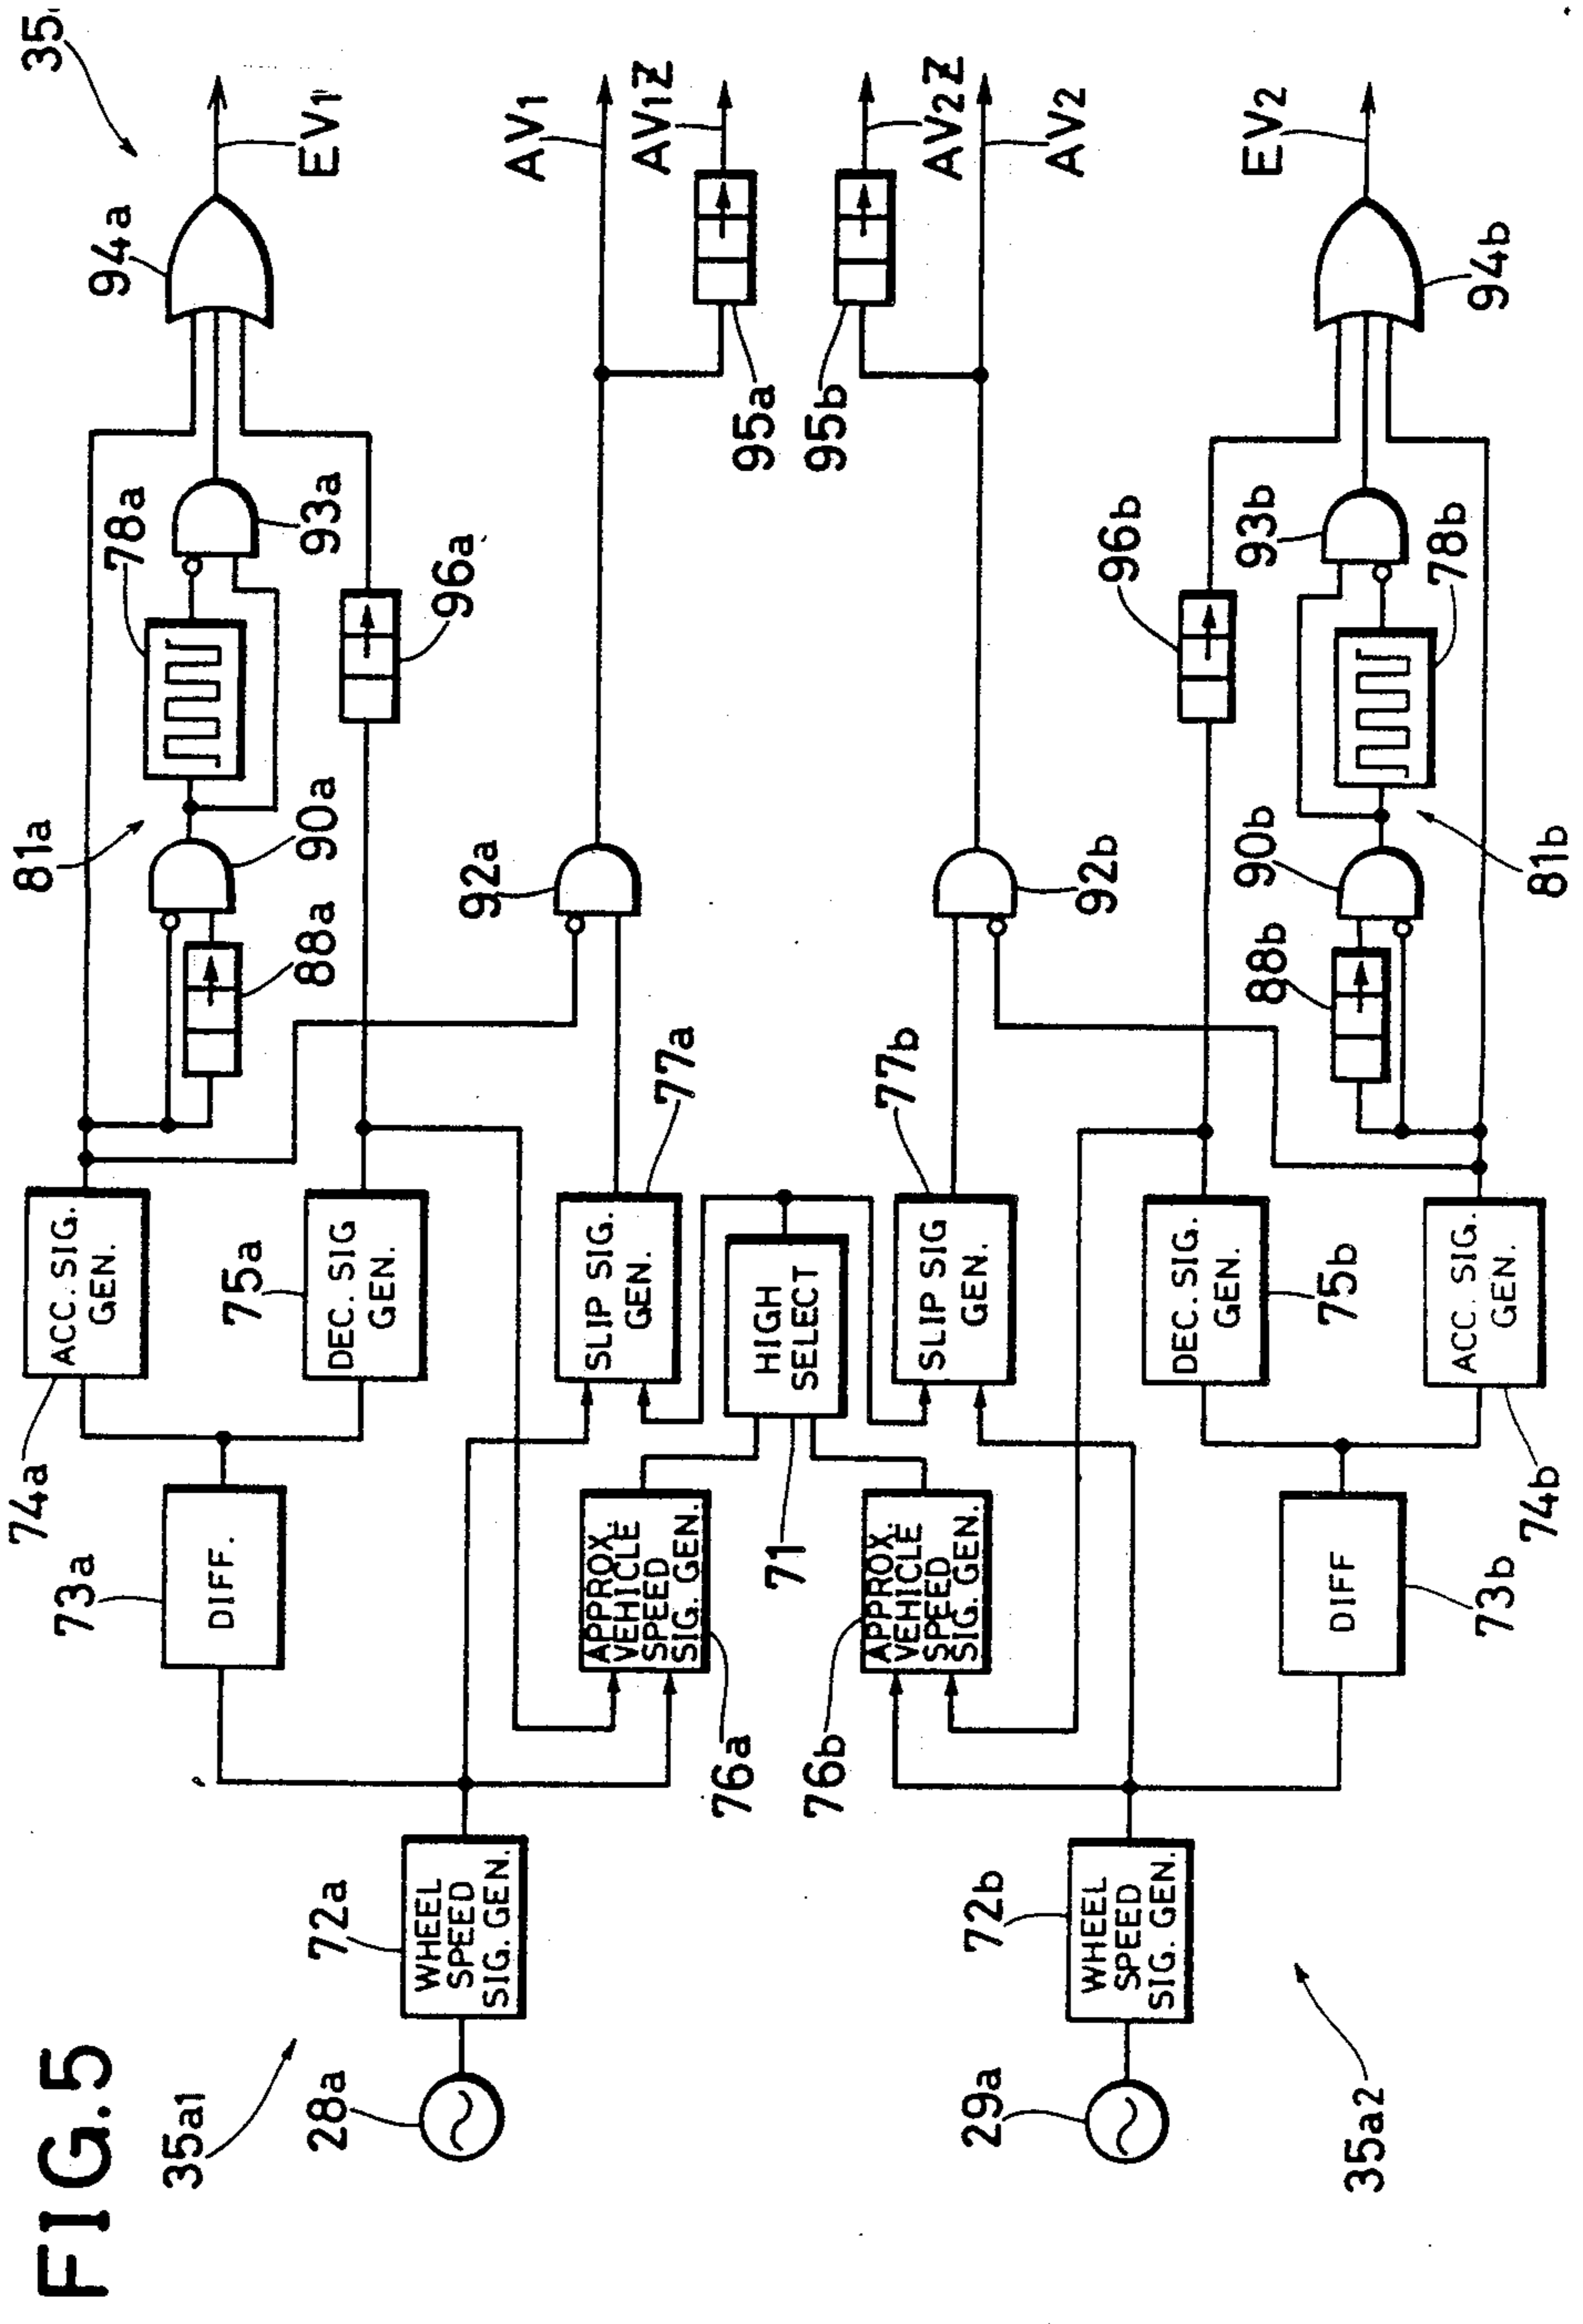 FIG.5
35
35a1
28a
72a
WHEEL
SPEED
SIG. GEN.
73a
DIFF.
74a
ACC. SIG.
GEN.
75a
DEC. SIG
GEN.
76a
APPROX.
VEHICLE
SPEED
SIG. GEN.
77a
SLIP SIG.
GEN.
81a
88a
90a
78a
93a
96a
92a
94a
EV1
AV1
AV1Z
95a
71
HIGH
SELECT
95b
AV2Z
AV2
92b
77b
SLIP SIG
GEN.
76b
APPROX.
VEHICLE
SPEED
SIG. GEN.
29a
72b
WHEEL
SPEED
SIG. GEN.
35a2
73b
DIFF
75b
DEC. SIG.
GEN.
74b
ACC. SIG.
GEN.
96b
88b
90b
81b
78b
93b
94b
EV2